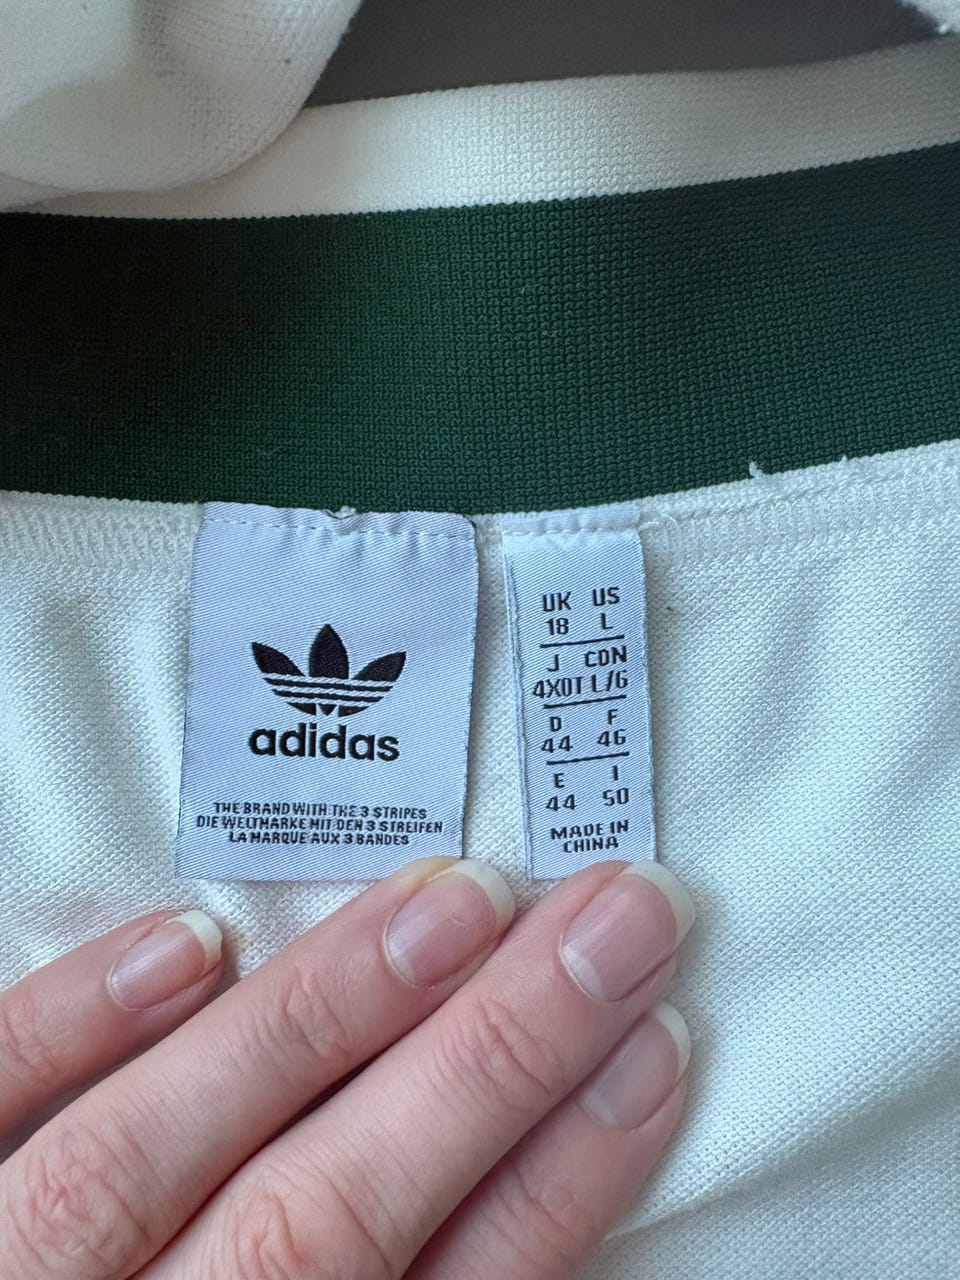 adidas
THE BRAND WITH THE 3 STRIPES
DIE WELTMARKE MIT DEN 3 STREIFEN
LA MARQUE AUX 3 BANDES
UK US
18 L
J CDN
4XOT L/G
D F
44 46
E I
44 50
MADE IN
CHINA